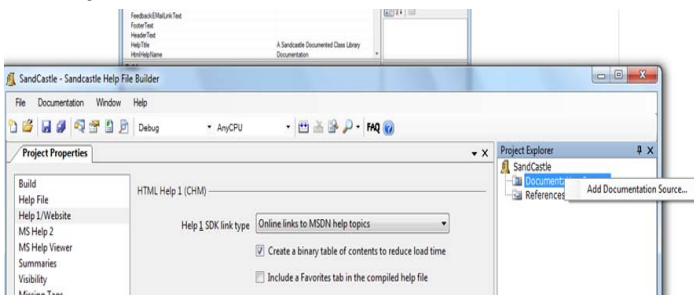 FeedbackEMailLinkText
FooterText
HeaderText
HelpTitle A Sandcastle Documented Class Library
HtmlHelpName Documentation
SandCastle - Sandcastle Help File Builder
File Documentation Window Help
Debug AnyCPU FAQ
Project Properties
Project Explorer
SandCastle
Add Documentation Source...
References
Build
Help File
Help 1/Website
MS Help 2
MS Help Viewer
Summaries
Visibility
Missing Tags
HTML Help 1 (CHM)
Help 1 SDK link type Online links to MSDN help topics
Create a binary table of contents to reduce load time
Include a Favorites tab in the compiled help file